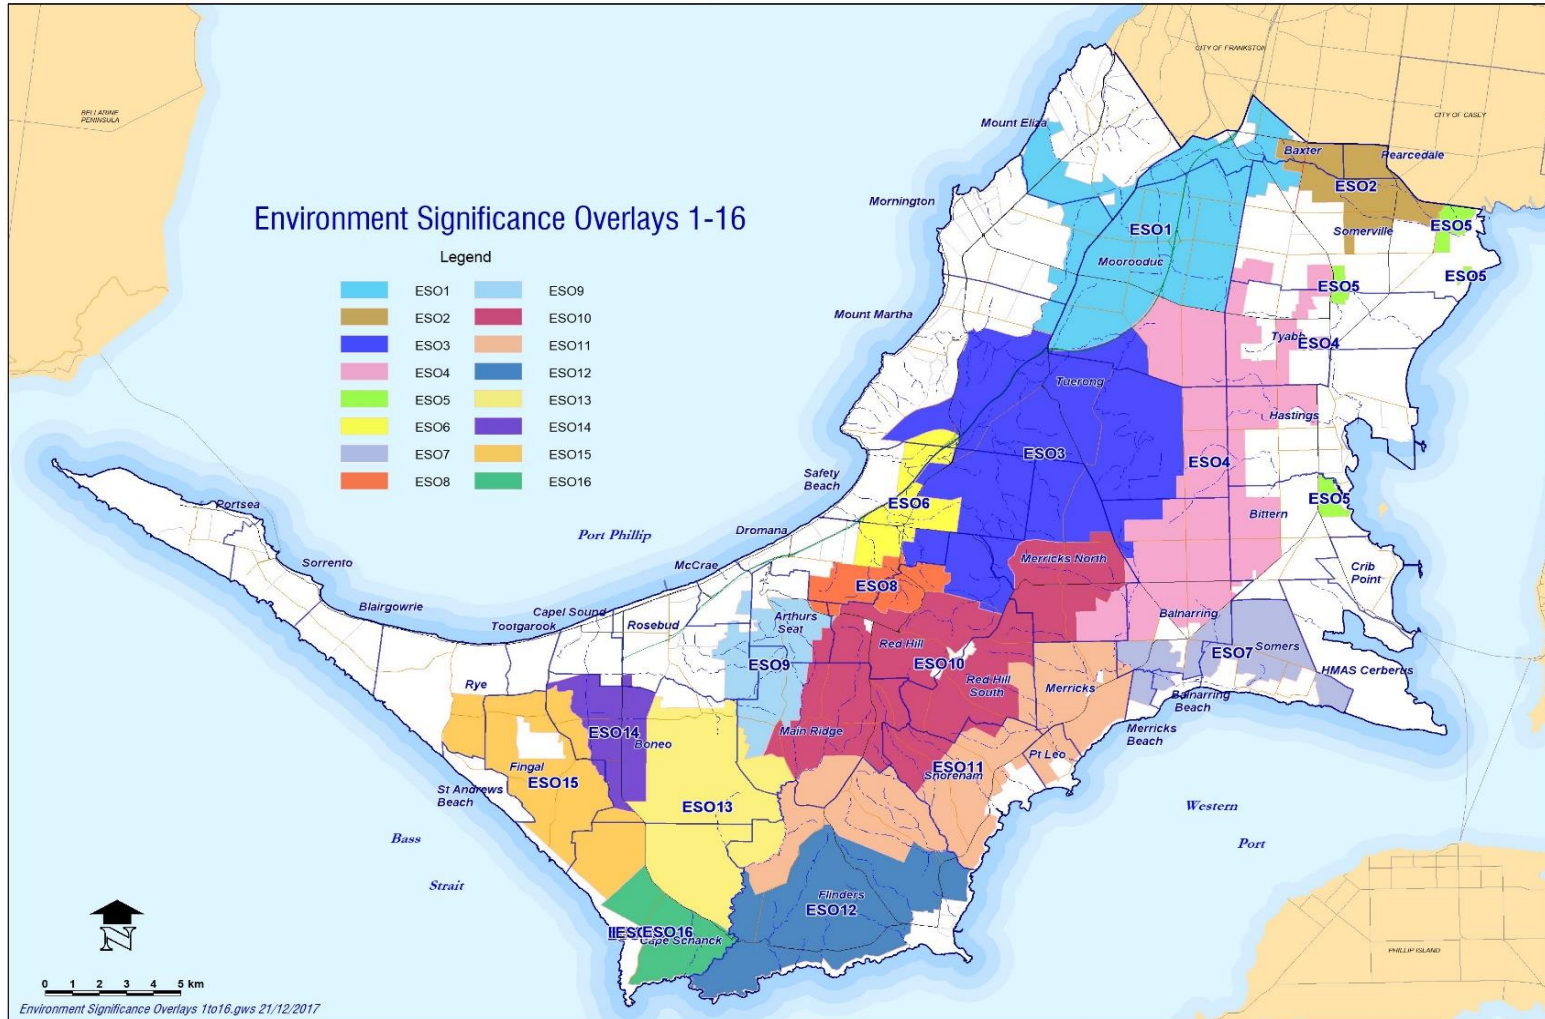 CITY OF FRANKSTON
BELLARINE
PENINSULA
CITY OF CASEY
Mount Eliza
Baxter
Pearcedale
ESO2
Mornington
Environment Significance Overlays 1-16
ESO1
ESO5
Somerville
Legend
Moorooduc
ESO5
ESO5
ESO1
ESO9
ESO2
ESO10
Mount Martha
ESO3
ESO11
Tyabb
ESO4
ESO4
ESO12
Tuerong
ESO5
ESO13
Hastings
ESO6
ESO14
ESO7
ESO15
ESO3
ESO4
ESO8
ESO16
Safety
Beach
ESO5
Portsea
ESO6
Bittern
Port Phillip
Dromana
Sorrento
McCrae
Merricks North
Crib
Point
ESO8
Blairgowrie
Capel Sound
Tootgarook
Rosebud
Arthurs
Seat
Balnarring
Red Hill
ESO10
ESO9
ESO7
Somers
HMAS Cerberus
Rye
Red Hill
South
Merricks
Balnarring
Beach
Main Ridge
Merricks
Beach
ESO14
Boneo
Pt Leo
Fingal
ESO15
ESO11
Shoreham
St Andrews
Beach
ESO13
Western
Port
Bass
Strait
Flinders
ESO12
ESO16
Cape Schanck
N
PHILLIP ISLAND
0 1 2 3 4 5 km
Environment Significance Overlays 1to16.gws 21/12/2017